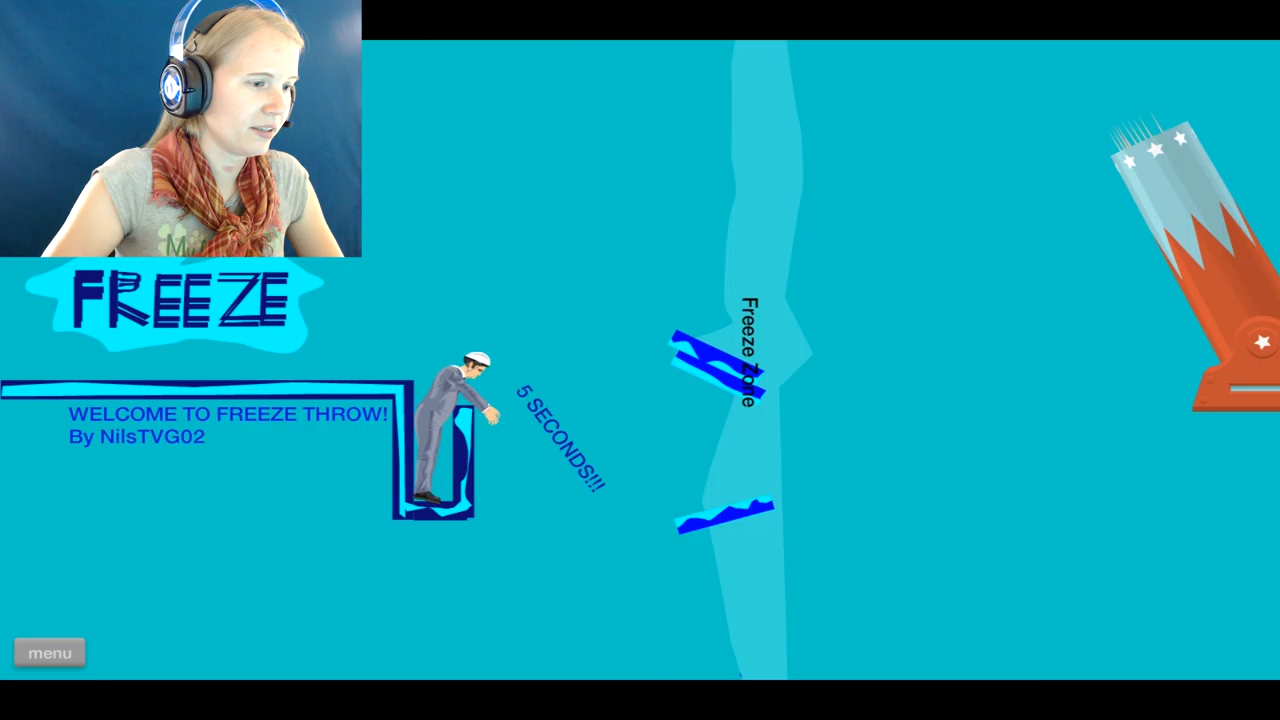 FREEZE
WELCOME TO FREEZE THROW!
By NilsTVG02
5 SECONDS!!!
Freeze Zone
menu